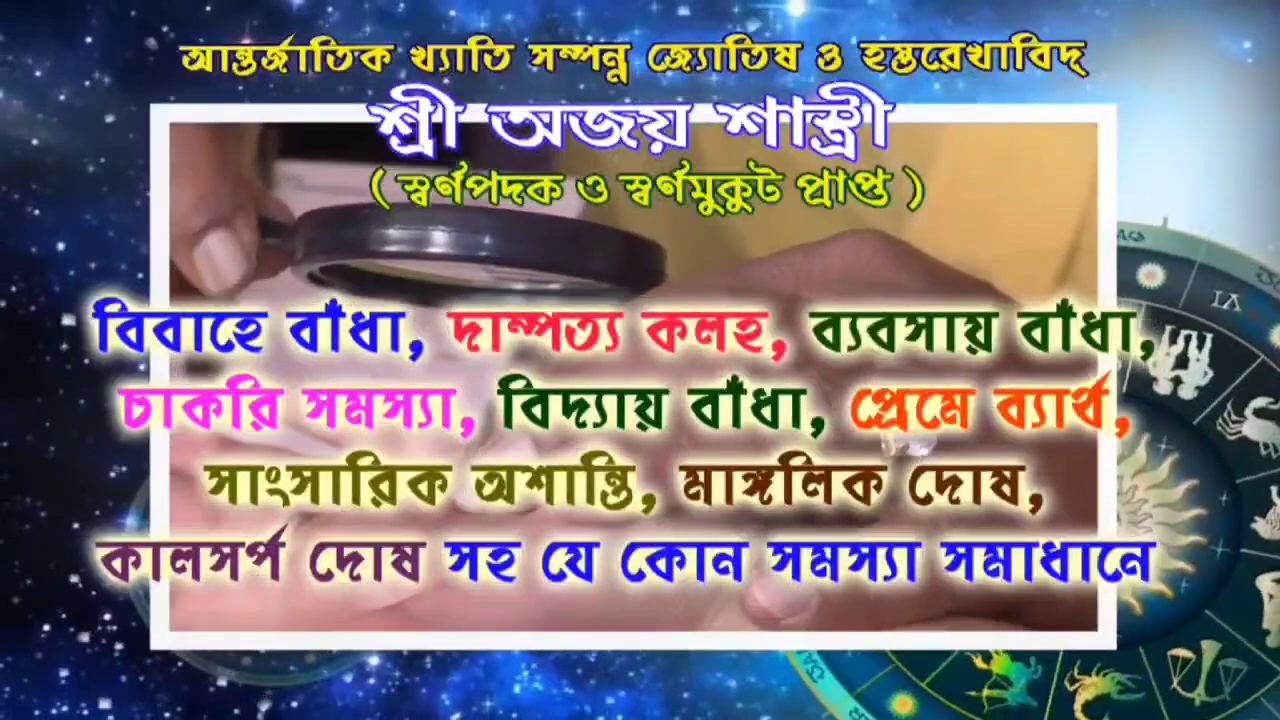 আন্তর্জাতিক খ্যাতি সম্পন্ন জ্যোতিষ ও হস্তরেখাবিদ্
শ্রী অজয় শাস্ত্রী
( স্বর্ণপদক ও স্বর্ণমুকুট প্রাপ্ত )
বিবাহে বাঁধা, দাম্পত্য কলহ, ব্যবসায় বাঁধা,
চাকরি সমস্যা, বিদ্যায় বাঁধা, প্রেমে ব্যার্থ,
সাংসারিক অশান্তি, মাঙ্গলিক দোষ,
কালসর্প দোষ সহ যে কোন সমস্যা সমাধানে